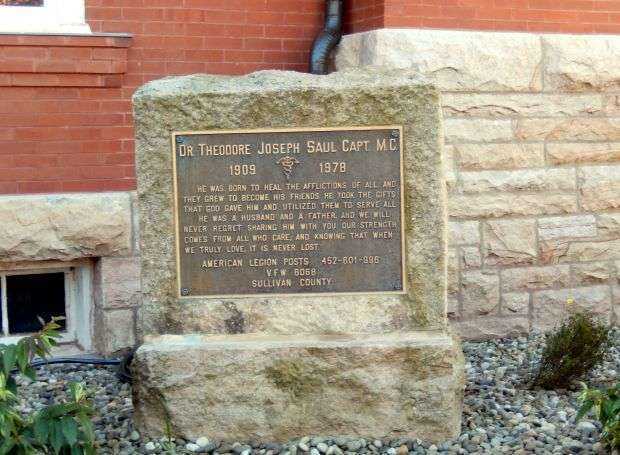 DR. THEODORE JOSEPH SAUL CAPT. M.C.
1909 1978
HE WAS BORN TO HEAL THE AFFLICTIONS OF ALL AND
THEY GREW TO BECOME HIS FRIENDS. HE TOOK THE GIFTS
THAT GOD GAVE HIM AND UTILIZED THEM TO SERVE ALL.
HE WAS A HUSBAND AND A FATHER, AND WE WILL
NEVER REGRET SHARING HIM WITH YOU. OUR STRENGTH
COMES FROM ALL WHO CARE; AND KNOWING THAT WHEN
WE TRULY LOVE, IT IS NEVER LOST.
AMERICAN LEGION POSTS 452-601-996
V.F.W. 8068
SULLIVAN COUNTY